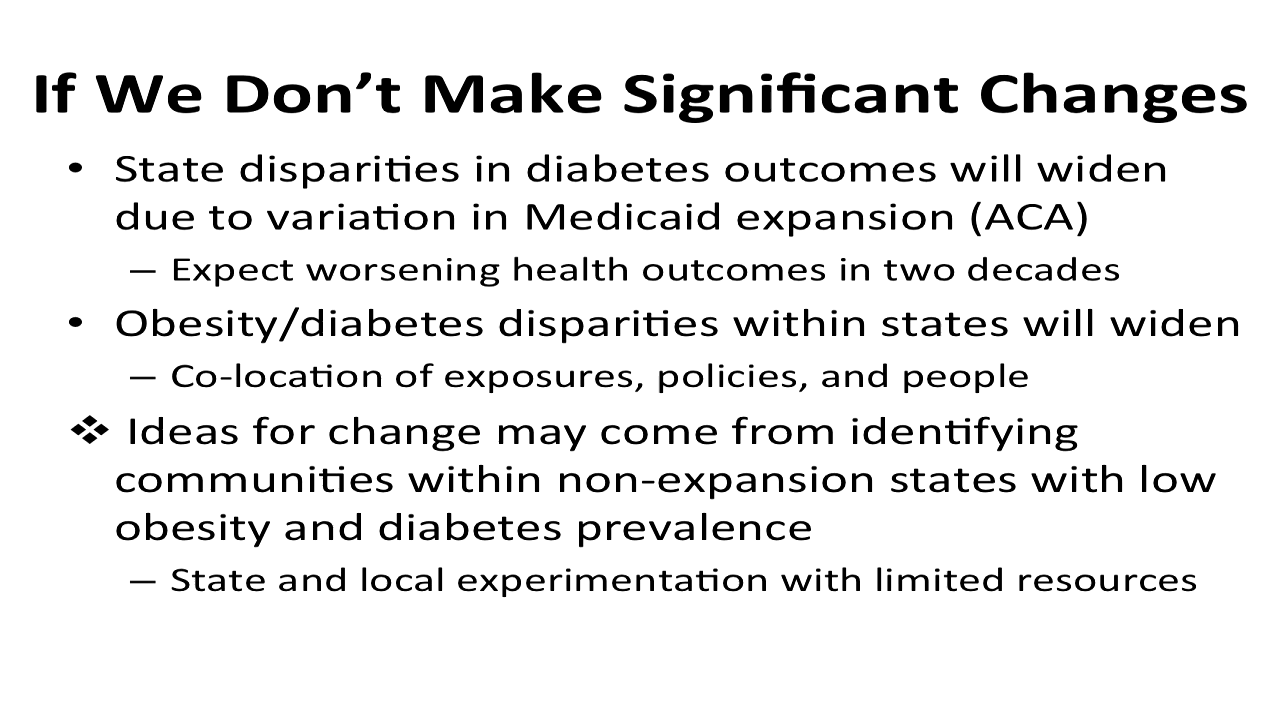 If We Don’t Make Significant Changes
• State disparities in diabetes outcomes will widen
due to variation in Medicaid expansion (ACA)
– Expect worsening health outcomes in two decades
• Obesity/diabetes disparities within states will widen
– Co-location of exposures, policies, and people
❖ Ideas for change may come from identifying
communities within non-expansion states with low
obesity and diabetes prevalence
– State and local experimentation with limited resources